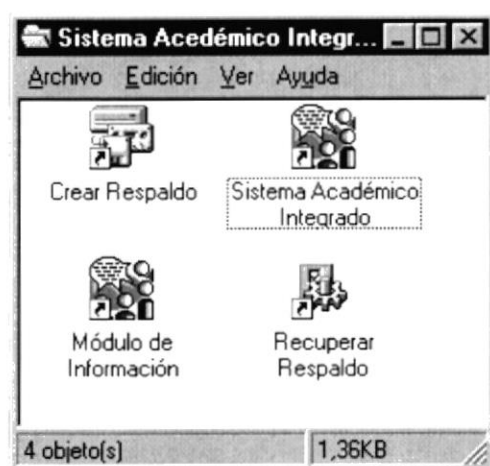 Sistema Acedémico Integr...
Archivo Edición Ver Ayuda
Crear Respaldo
Sistema Académico
Integrado
Módulo de
Información
Recuperar
Respaldo
4 objeto(s)
1,36KB